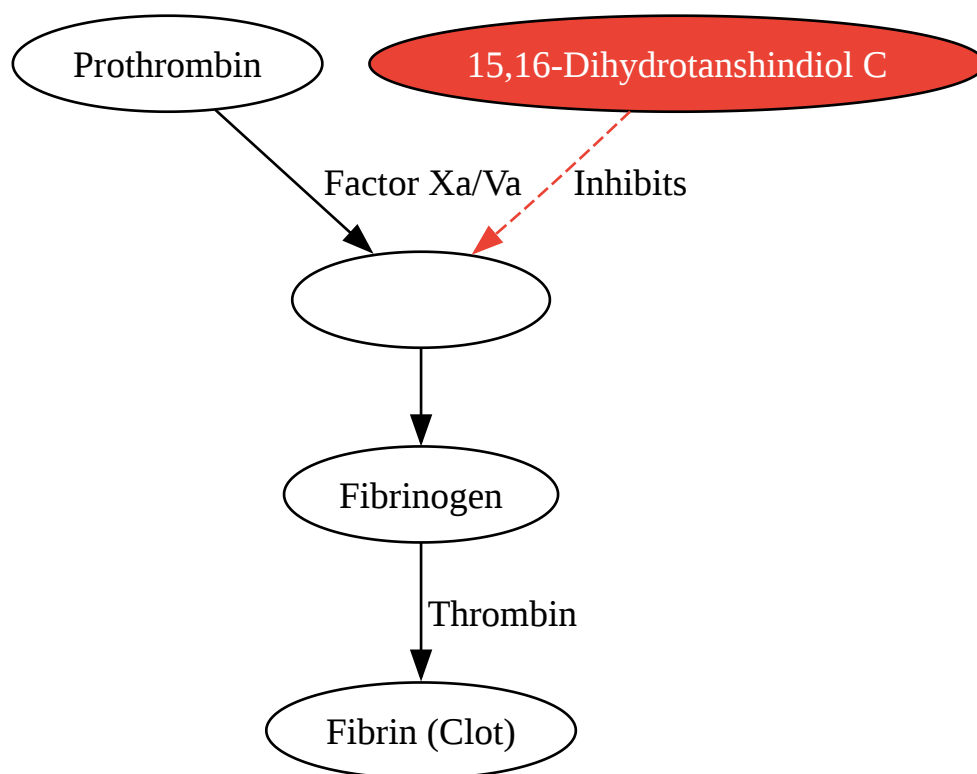 Prothrombin
15,16-Dihydrotanshindiol C
Factor Xa/Va
Inhibits
Fibrinogen
Thrombin
Fibrin (Clot)